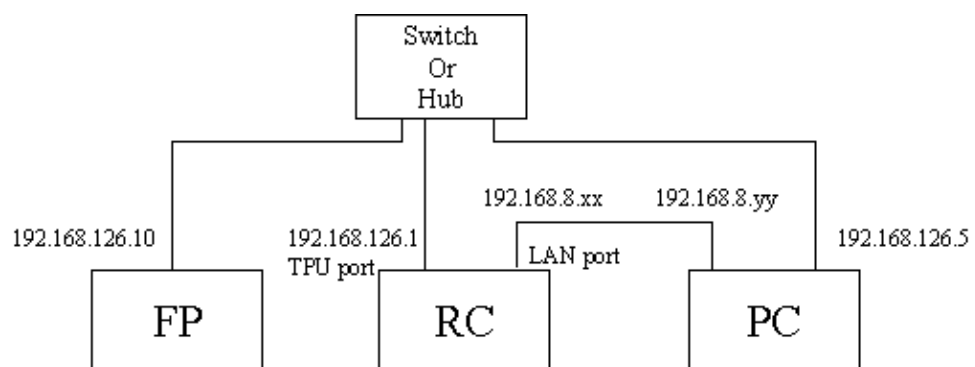 Switch
Or
Hub
192.168.8.xx
192.168.8.yy
192.168.126.10
192.168.126.1
TPU port
LAN port
192.168.126.5
FP
RC
PC